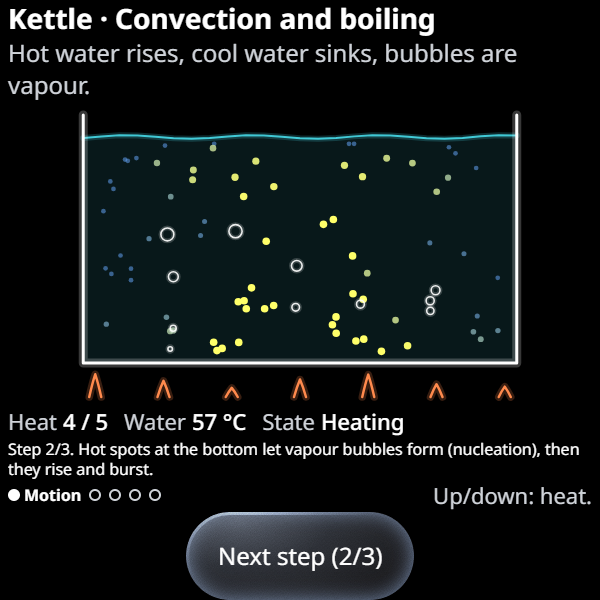 Kettle · Convection and boiling
Hot water rises, cool water sinks, bubbles are
vapour.
Heat 4 / 5 Water 57 °C State Heating
Step 2/3. Hot spots at the bottom let vapour bubbles form (nucleation), then
they rise and burst.
Motion
Up/down: heat.
Next step (2/3)